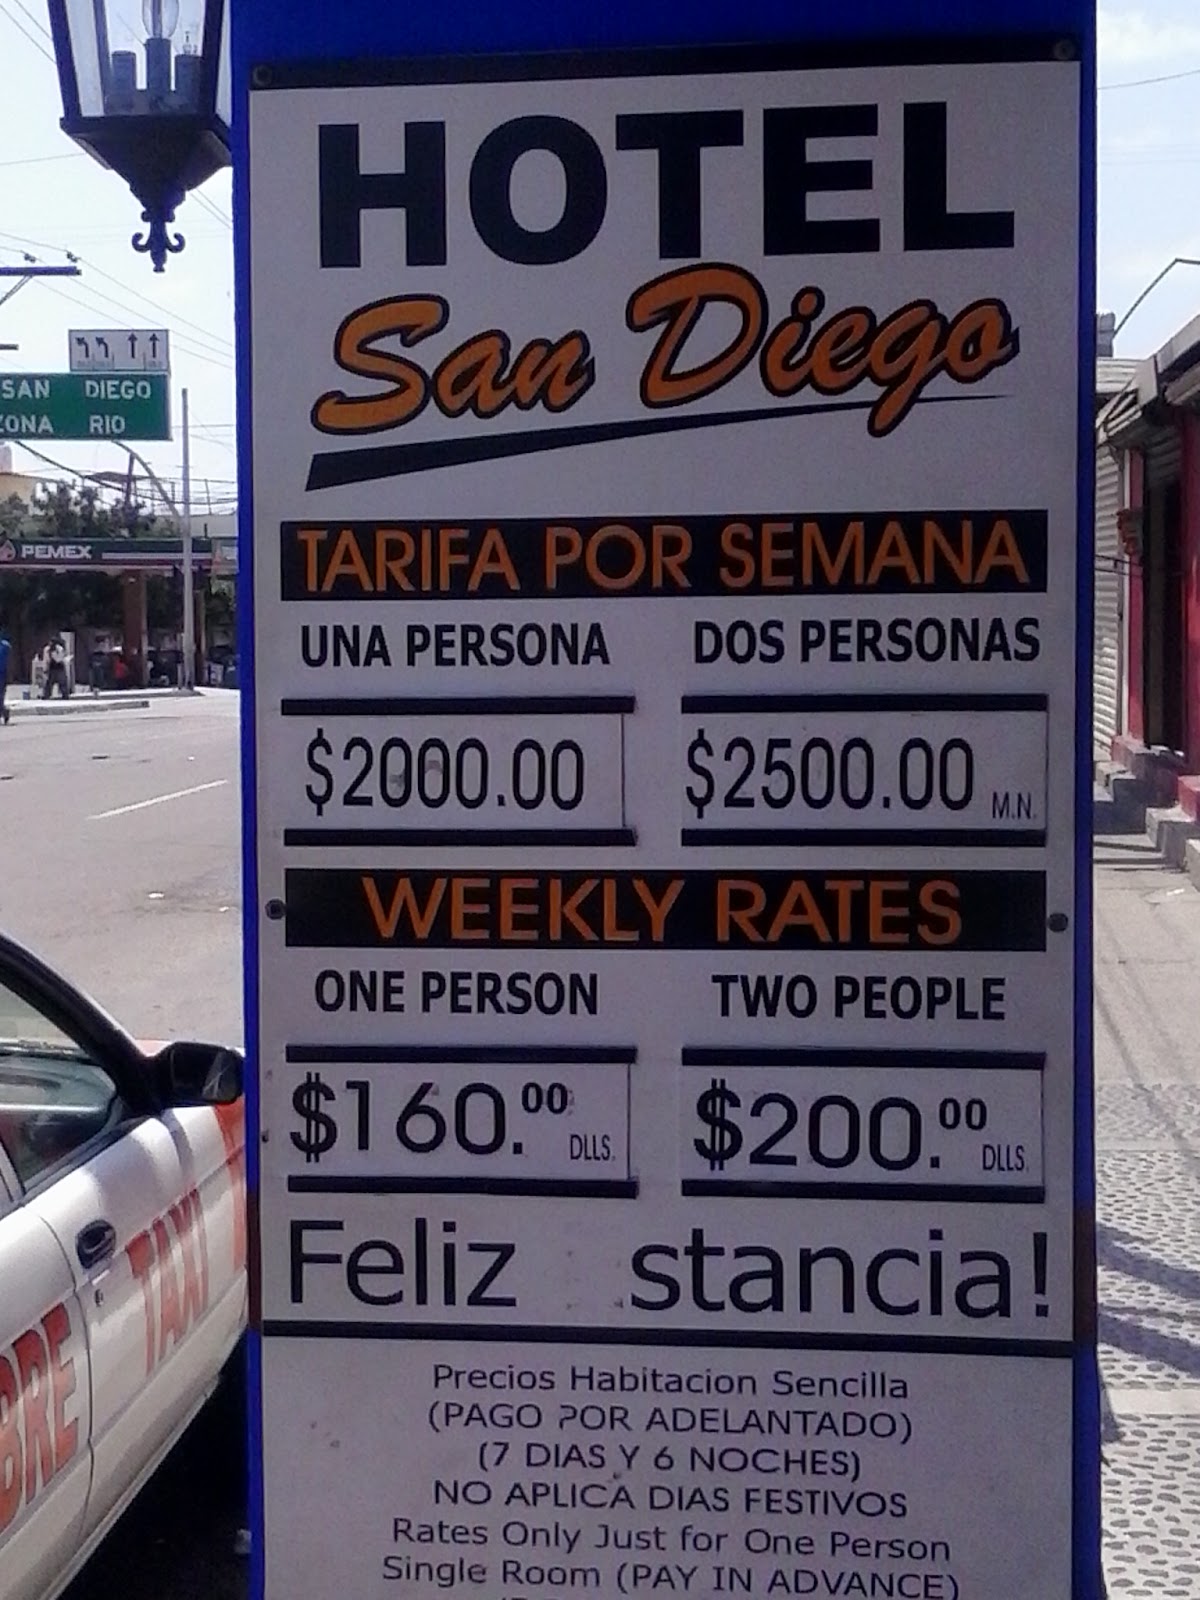 HOTEL
San Diego
TARIFA POR SEMANA
UNA PERSONA DOS PERSONAS
$2000.00 $2500.00 M.N.
WEEKLY RATES
ONE PERSON TWO PEOPLE
$160.00 DLLS. $200.00 DLLS.
Feliz stancia!
Precios Habitacion Sencilla
(PAGO POR ADELANTADO)
(7 DIAS Y 6 NOCHES)
NO APLICA DIAS FESTIVOS
Rates Only Just for One Person
Single Room (PAY IN ADVANCE)
SAN DIEGO
ZONA RIO
PEMEX
TAXI
BRE